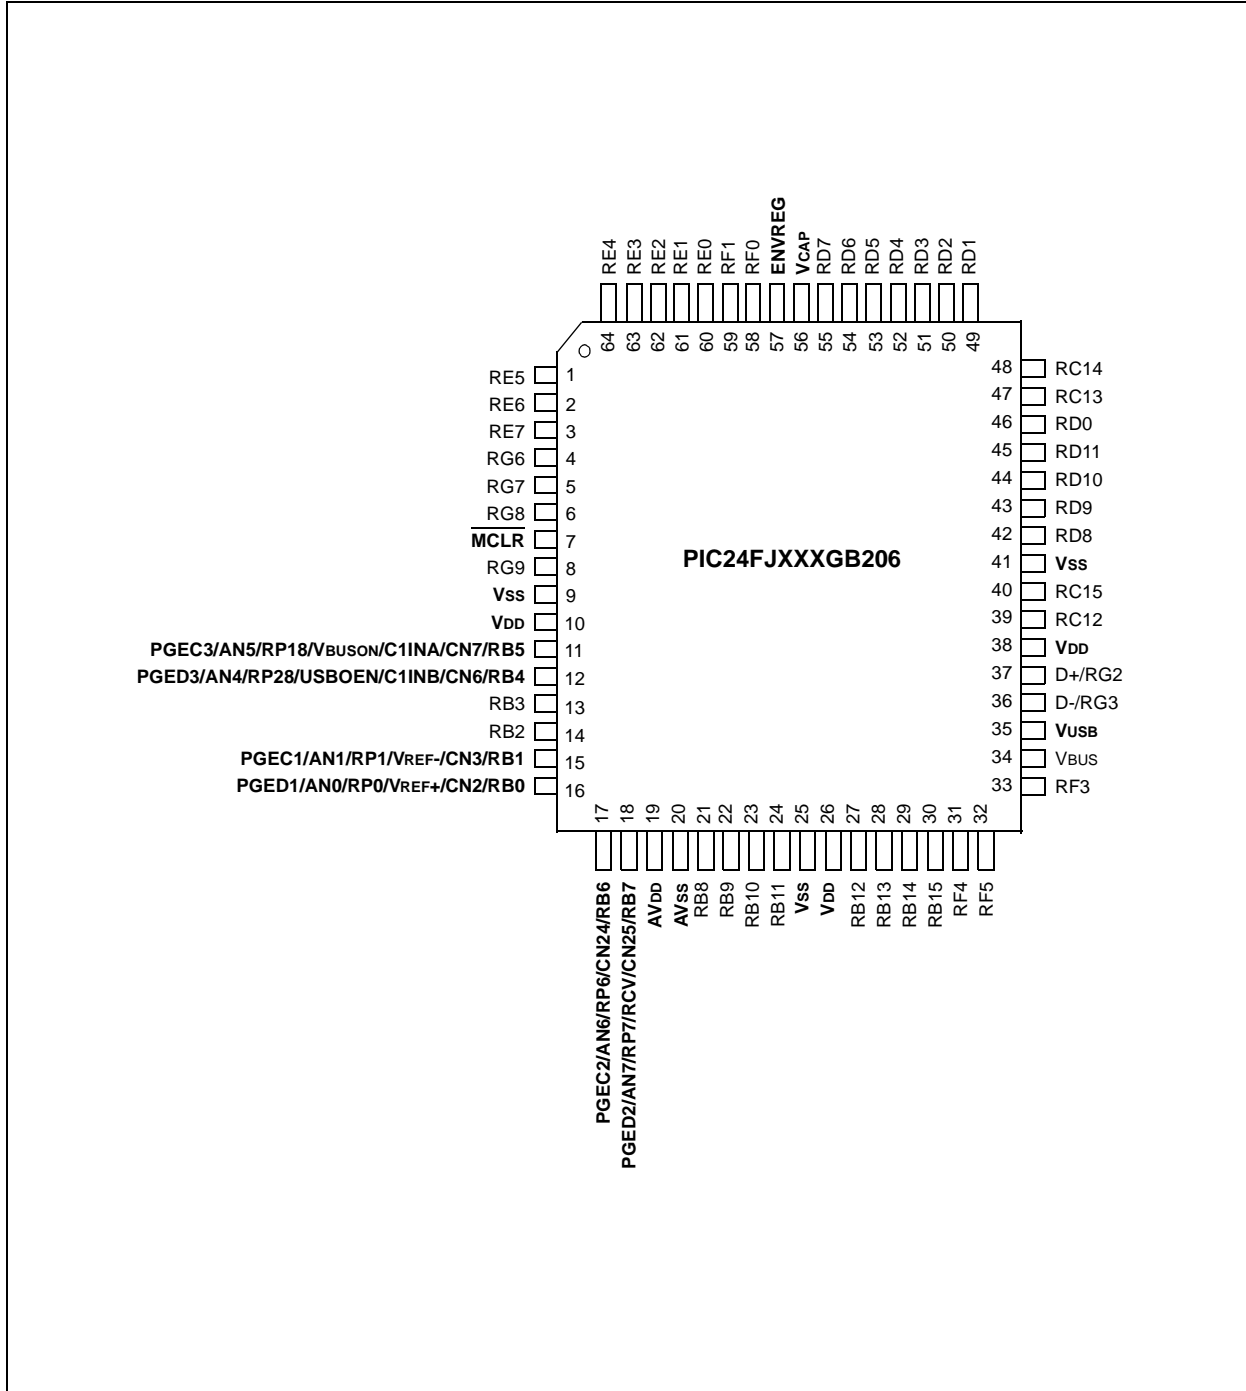 RE4
RE3
RE2
RE1
RE0
RF1
RF0
ENVREG
VCAP
RD7
RD6
RD5
RD4
RD3
RD2
RD1
64
63
62
61
60
59
58
57
56
55
54
53
52
51
50
49
RE5 1
RE6 2
RE7 3
RG6 4
RG7 5
RG8 6
MCLR 7
RG9 8
VSS 9
VDD 10
PGEC3/AN5/RP18/VBUSON/C1INA/CN7/RB5 11
PGED3/AN4/RP28/USBOEN/C1INB/CN6/RB4 12
RB3 13
RB2 14
PGEC1/AN1/RP1/VREF-/CN3/RB1 15
PGED1/AN0/RP0/VREF+/CN2/RB0 16
PIC24FJXXXGB206
48 RC14
47 RC13
46 RD0
45 RD11
44 RD10
43 RD9
42 RD8
41 VSS
40 RC15
39 RC12
38 VDD
37 D+/RG2
36 D-/RG3
35 VUSB
34 VBUS
33 RF3
17
18
19
20
21
22
23
24
25
26
27
28
29
30
31
32
PGEC2/AN6/RP6/CN24/RB6
PGED2/AN7/RP7/RCV/CN25/RB7
AVDD
AVSS
RB8
RB9
RB10
RB11
VSS
VDD
RB12
RB13
RB14
RB15
RF4
RF5